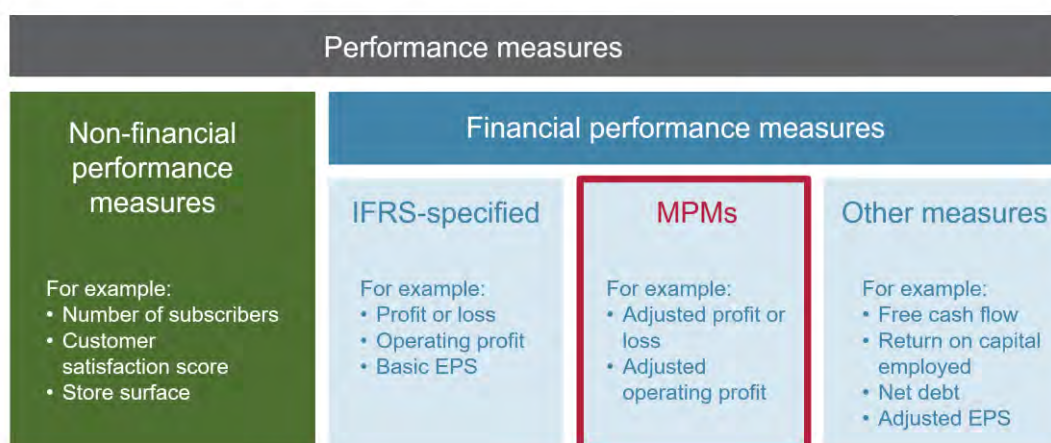 Performance measures
Non-financial
performance
measures
For example:
• Number of subscribers
• Customer
satisfaction score
• Store surface
Financial performance measures
IFRS-specified
For example:
• Profit or loss
• Operating profit
• Basic EPS
MPMs
For example:
• Adjusted profit or
loss
• Adjusted
operating profit
Other measures
For example:
• Free cash flow
• Return on capital
employed
• Net debt
• Adjusted EPS